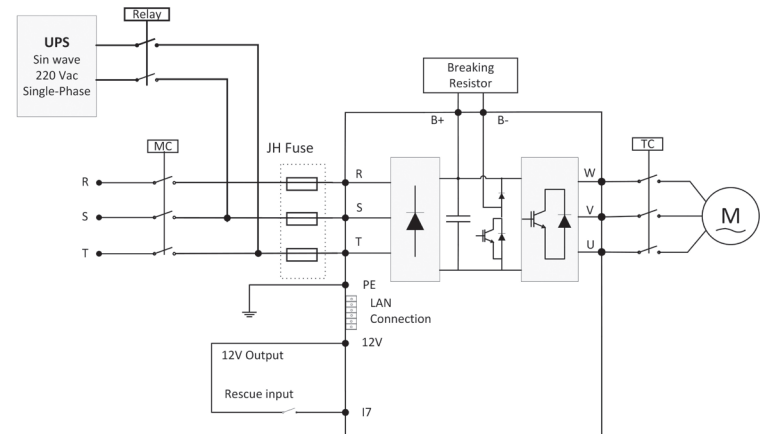 Relay
UPS
Sin wave
220 Vac
Single-Phase
Breaking
Resistor
B+
B-
MC
JH Fuse
TC
R
R
W
S
S
V
M
T
T
U
PE
LAN
Connection
12V
12V Output
Rescue input
I7